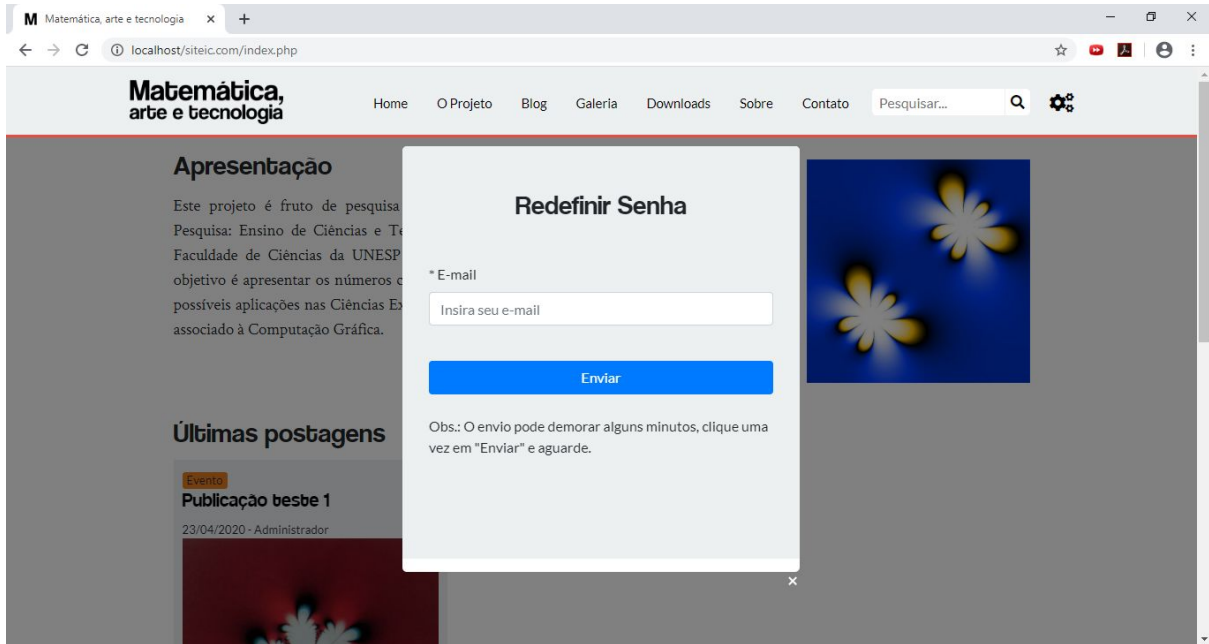 M Matemática, arte e tecnologia
localhost/siteic.com/index.php
Matemática,
arte e tecnologia
Home O Projeto Blog Galeria Downloads Sobre Contato Pesquisar...
Apresentação
Este projeto é fruto de pesquisa
Pesquisa: Ensino de Ciências e Te
Faculdade de Ciências da UNESP
objetivo é apresentar os números c
possíveis aplicações nas Ciências Ex
associado à Computação Gráfica.
Últimas postagens
Evento
Publicação teste 1
23/04/2020 - Administrador
Redefinir Senha
* E-mail
Insira seu e-mail
Enviar
Obs.: O envio pode demorar alguns minutos, clique uma
vez em "Enviar" e aguarde.